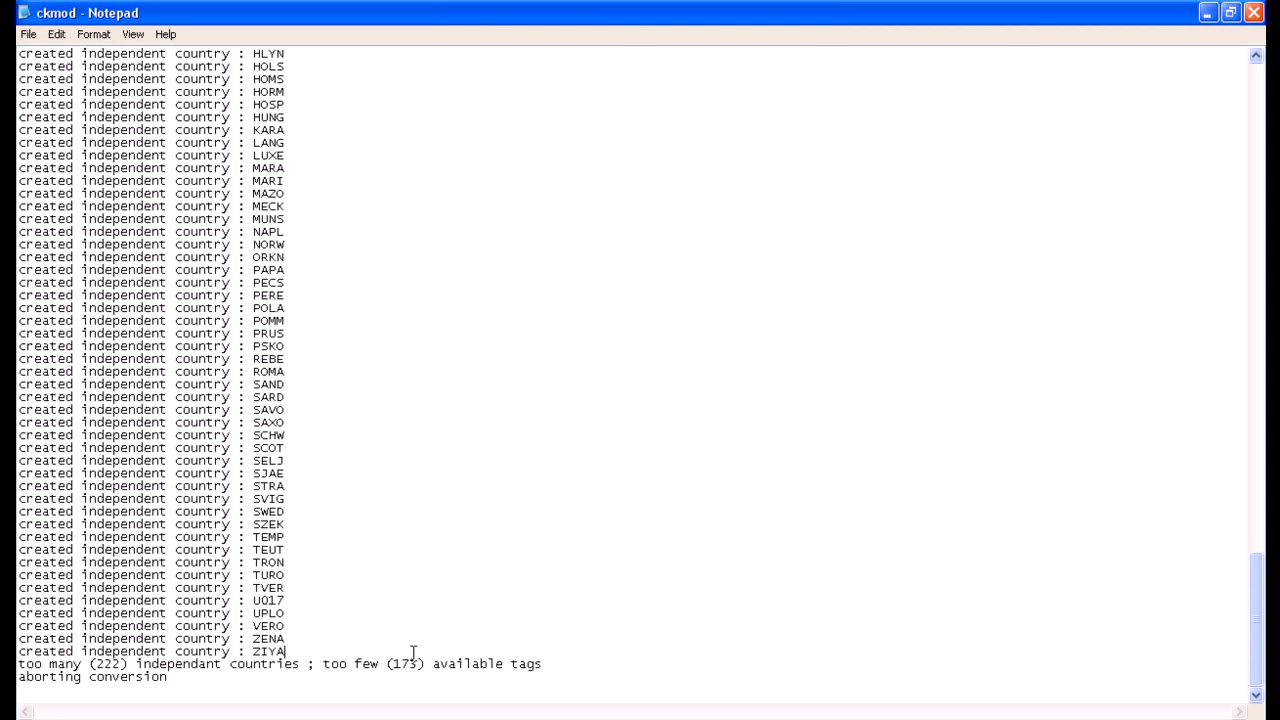 ckmod - Notepad
File Edit Format View Help
created independent country : HLYN
created independent country : HOLS
created independent country : HOMS
created independent country : HORM
created independent country : HOSP
created independent country : HUNG
created independent country : KARA
created independent country : LANG
created independent country : LUXE
created independent country : MARA
created independent country : MARI
created independent country : MAZO
created independent country : MECK
created independent country : MUNS
created independent country : NAPL
created independent country : NORW
created independent country : ORKN
created independent country : PAPA
created independent country : PECS
created independent country : PERE
created independent country : POLA
created independent country : POMM
created independent country : PRUS
created independent country : PSKO
created independent country : REBE
created independent country : ROMA
created independent country : SAND
created independent country : SARD
created independent country : SAVO
created independent country : SAXO
created independent country : SCHW
created independent country : SCOT
created independent country : SELJ
created independent country : SJAE
created independent country : STRA
created independent country : SVIG
created independent country : SWED
created independent country : SZEK
created independent country : TEMP
created independent country : TEUT
created independent country : TRON
created independent country : TURO
created independent country : TVER
created independent country : U017
created independent country : UPLO
created independent country : VERO
created independent country : ZENA
created independent country : ZIYA
too many (222) independant countries ; too few (173) available tags
aborting conversion